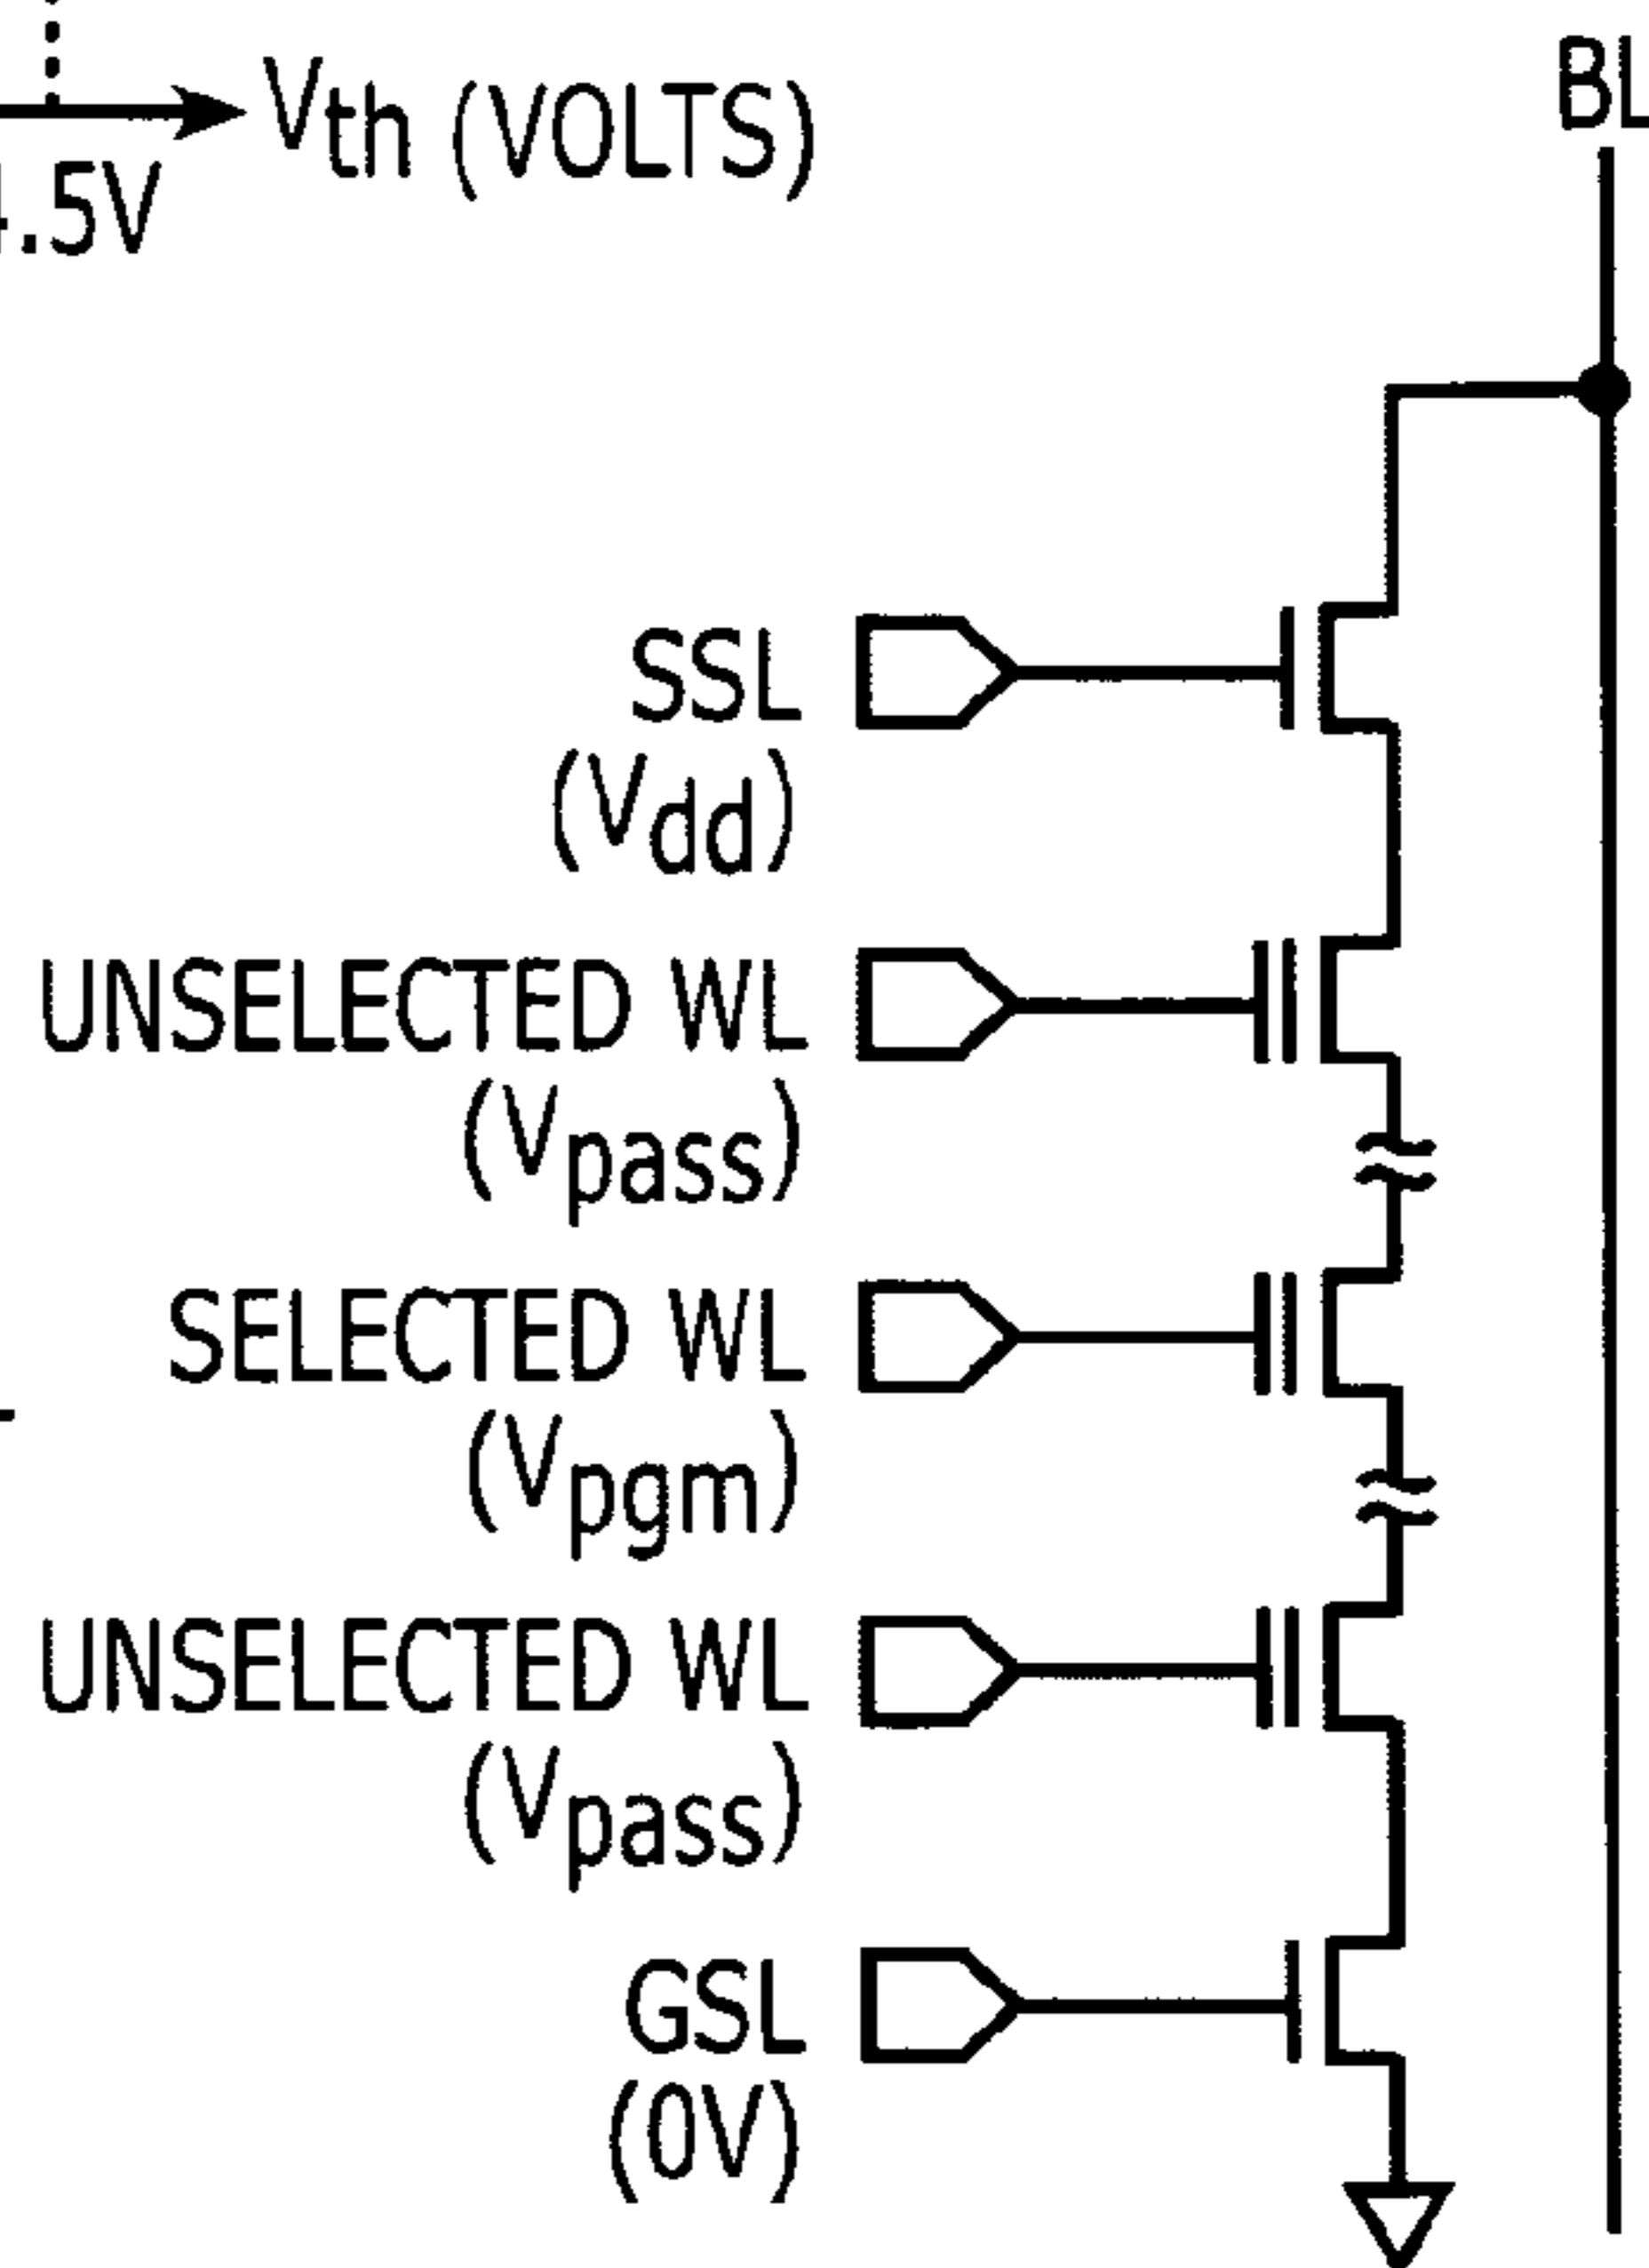 Vth (VOLTS)
BL
.5V
SSL
(Vdd)
UNSELECTED WL
(Vpass)
SELECTED WL
(Vpgm)
UNSELECTED WL
(Vpass)
GSL
(0V)